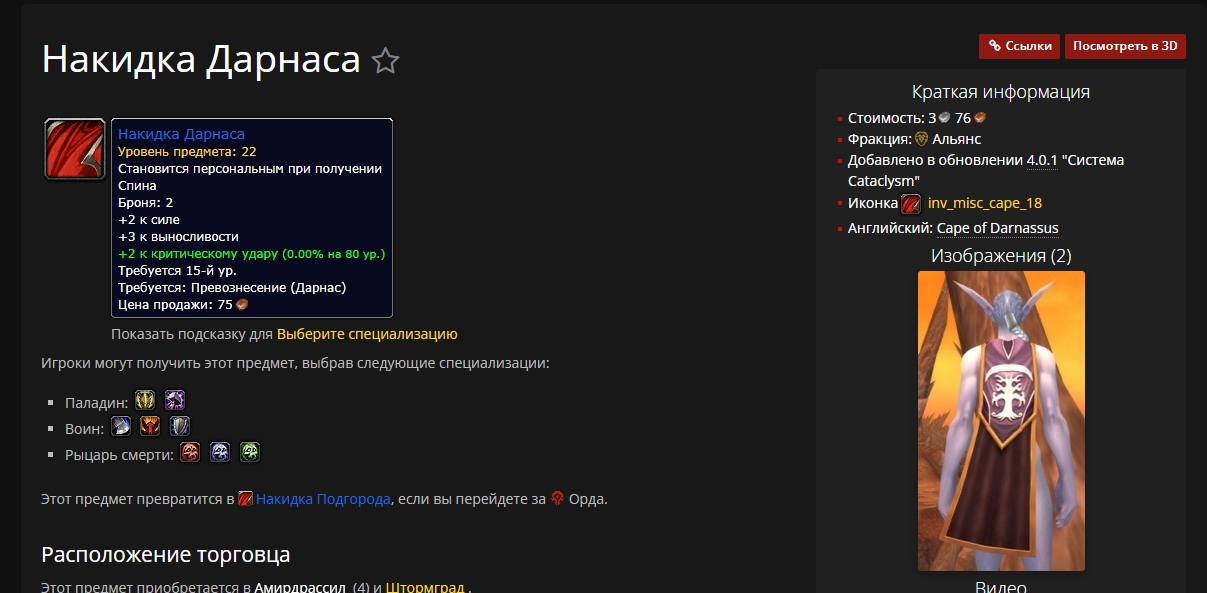 Накидка Дарнаса
Ссылки
Посмотреть в 3D
Накидка Дарнаса
Уровень предмета: 22
Становится персональным при получении
Спина
Броня: 2
+2 к силе
+3 к выносливости
+2 к критическому удару (0.00% на 80 ур.)
Требуется 15-й ур.
Требуется: Превознесение (Дарнас)
Цена продажи: 75
Показать подсказку для Выберите специализацию
Игроки могут получить этот предмет, выбрав следующие специализации:
Паладин:
Воин:
Рыцарь смерти:
Этот предмет превратится в Накидка Подгорода, если вы перейдете за Орда.
Расположение торговца
Этот предмет приобретается в Амирдрассил (4) и Штормград .
Краткая информация
Стоимость: 3 76
Фракция: Альянс
Добавлено в обновлении 4.0.1 "Система
Cataclysm"
Иконка inv_misc_cape_18
Английский: Cape of Darnassus
Изображения (2)
Видео